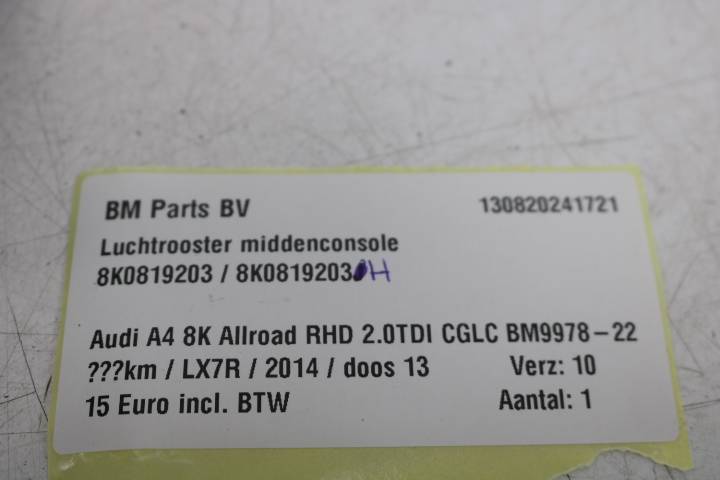 BM Parts BV 130820241721
Luchtrooster middenconsole
8K0819203 / 8K0819203H
Audi A4 8K Allroad RHD 2.0TDI CGLC BM9978-22
???km / LX7R / 2014 / doos 13 Verz: 10
15 Euro incl. BTW Aantal: 1